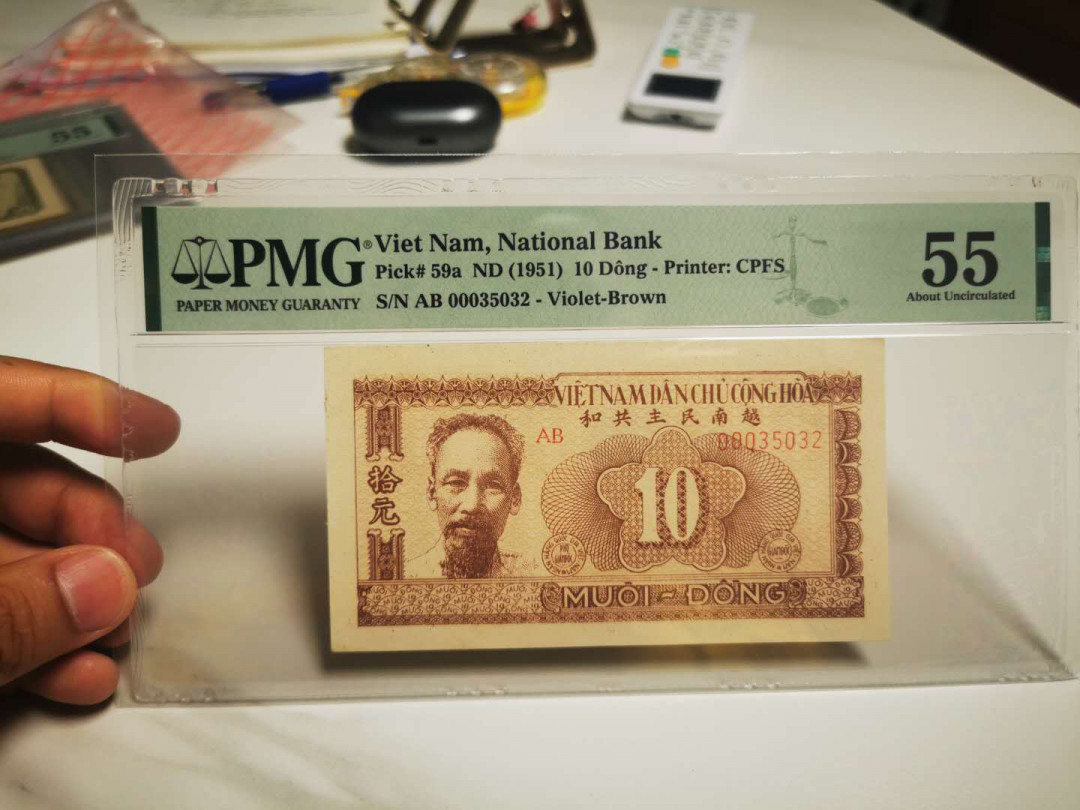 55
PMG®
PAPER MONEY GUARANTY
Viet Nam, National Bank
Pick# 59a ND (1951) 10 Dông - Printer: CPFS
S/N AB 00035032 - Violet-Brown
55
About Uncirculated
VIÊTNAM DÂN CHỦ CỘNG HÒA
和共主民南越
AB
00035032
拾元
10
MƯỜI - ĐỒNG